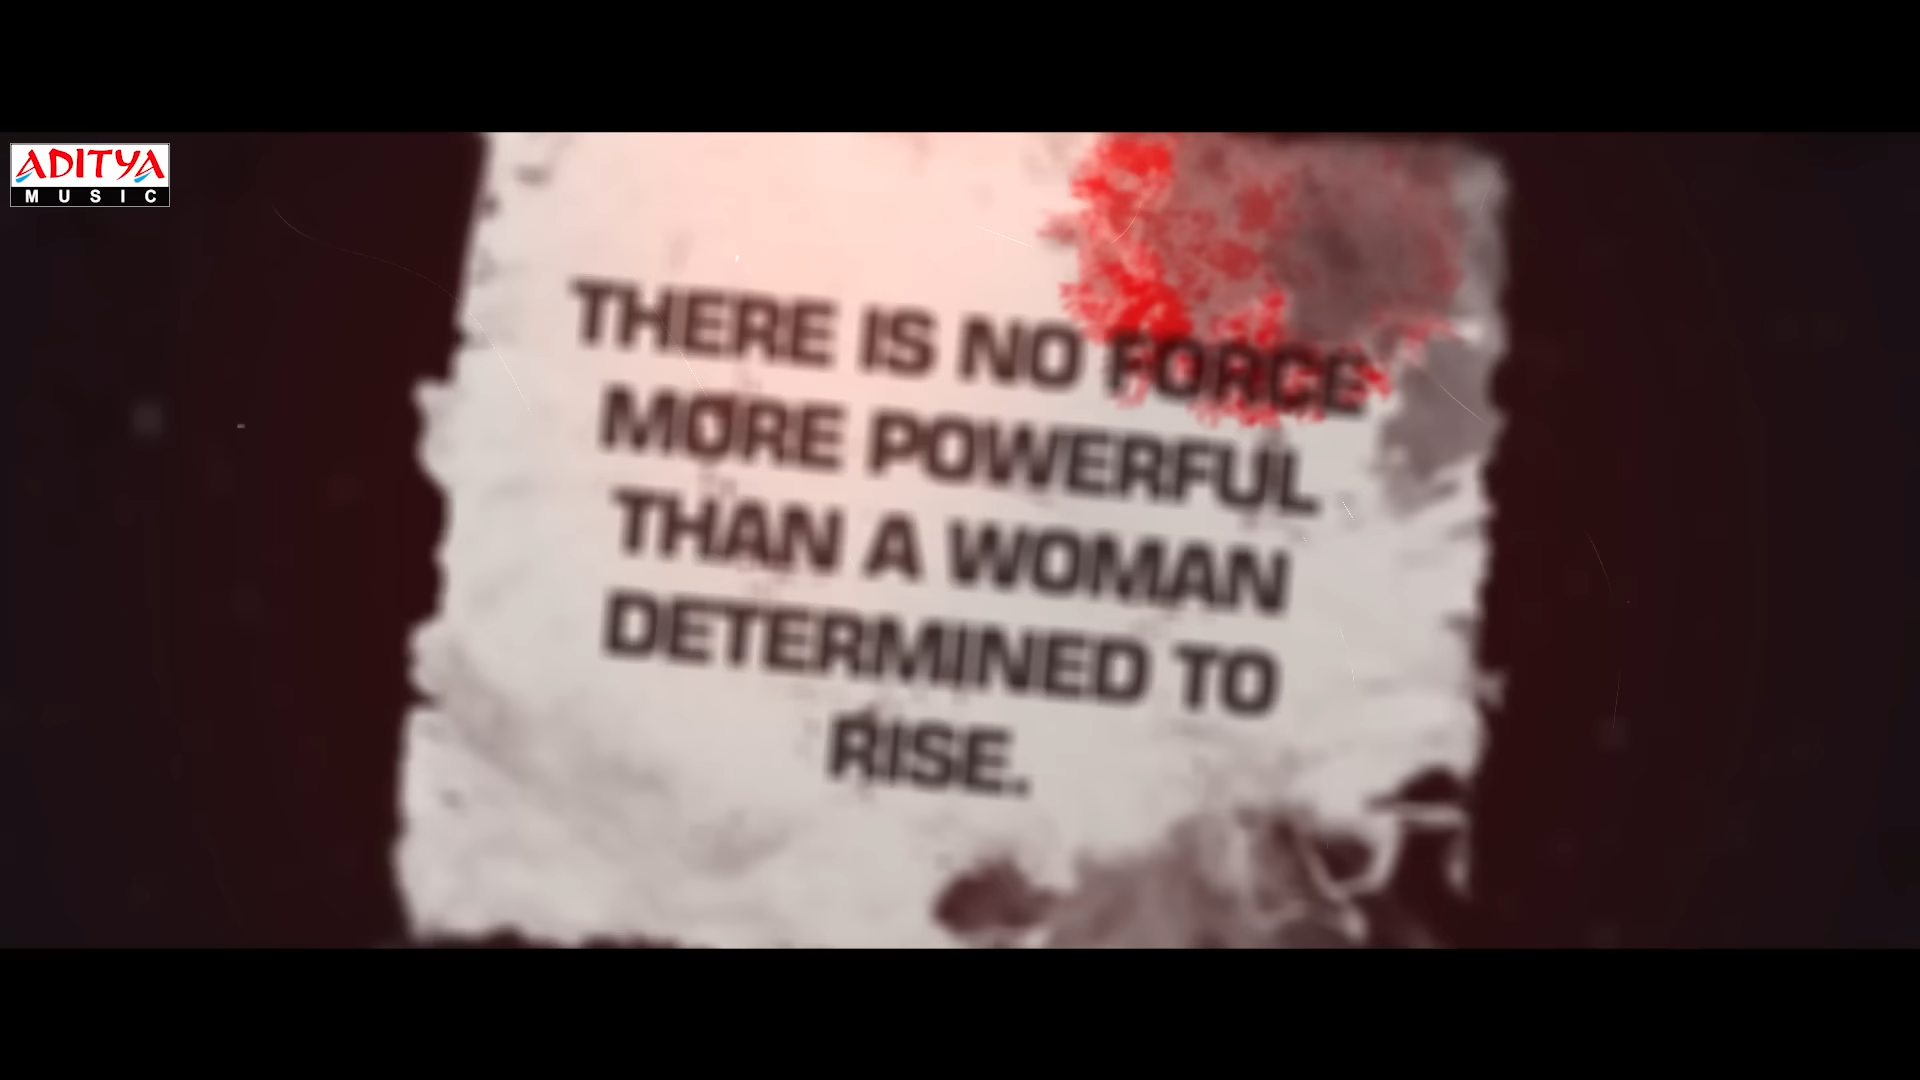 ADITYA
MUSIC
THERE IS NO FORCE
MORE POWERFUL
THAN A WOMAN
DETERMINED TO
RISE.